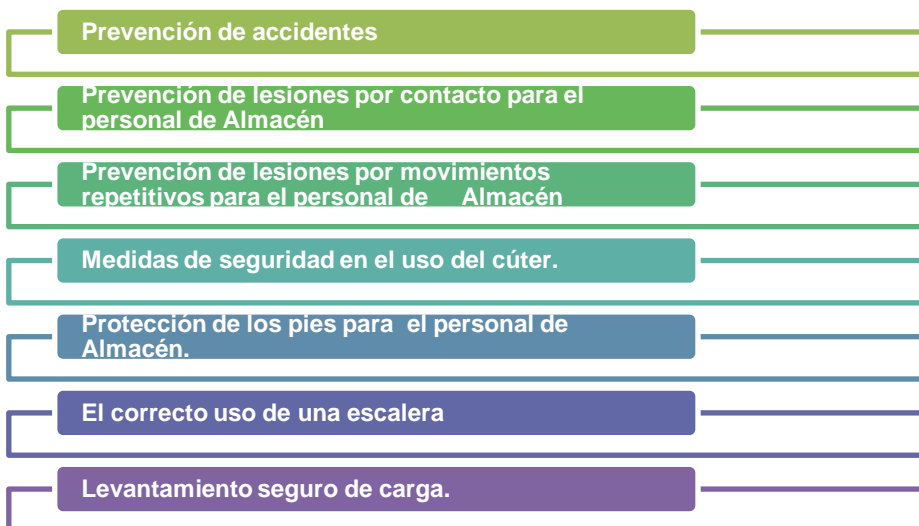 Prevención de accidentes
Prevención de lesiones por contacto para el
personal de Almacén
Prevención de lesiones por movimientos
repetitivos para el personal de Almacén
Medidas de seguridad en el uso del cúter.
Protección de los pies para el personal de
Almacén.
El correcto uso de una escalera
Levantamiento seguro de carga.